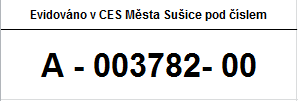 Evidováno v CES Města Sušice pod číslem
A - 003782- 00